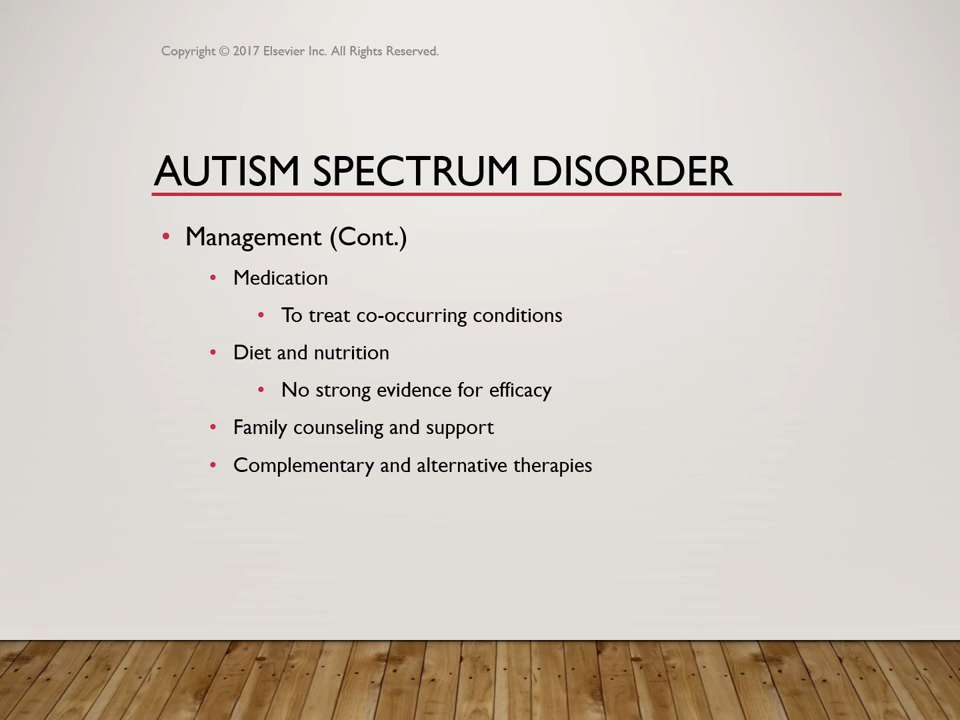 Copyright © 2017 Elsevier Inc. All Rights Reserved.
AUTISM SPECTRUM DISORDER
• Management (Cont.)
• Medication
• To treat co-occurring conditions
• Diet and nutrition
• No strong evidence for efficacy
• Family counseling and support
• Complementary and alternative therapies